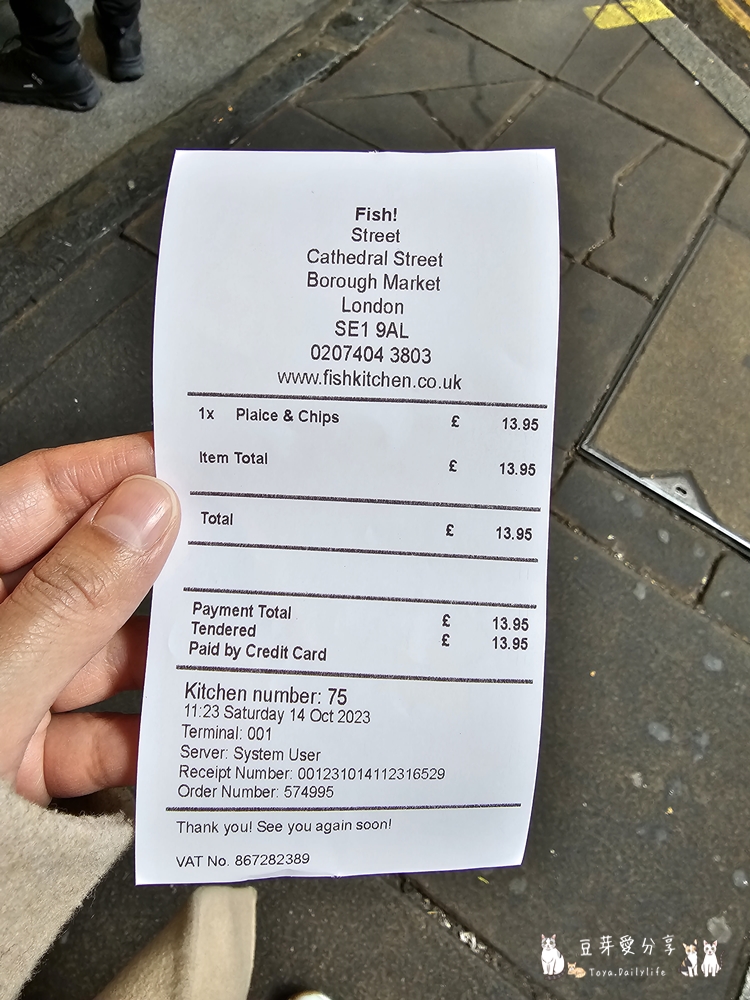 Fish!
Street
Cathedral Street
Borough Market
London
SE1 9AL
0207404 3803
www.fishkitchen.co.uk
1x Plaice & Chips £ 13.95
Item Total £ 13.95
Total £ 13.95
Payment Total £ 13.95
Tendered £ 13.95
Paid by Credit Card
Kitchen number: 75
11:23 Saturday 14 Oct 2023
Terminal: 001
Server: System User
Receipt Number: 001231014112316529
Order Number: 574995
Thank you! See you again soon!
VAT No. 867282389
豆芽愛分享
Toya.Dailylife